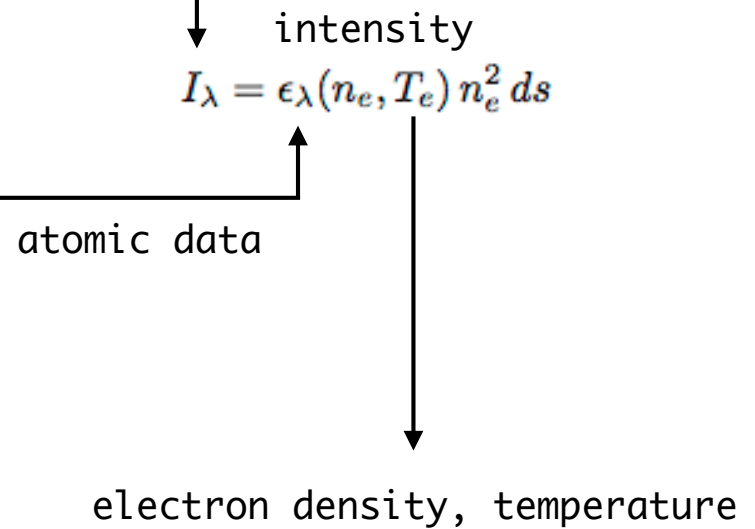 intensity
I_λ = ϵ_λ(n_e, T_e) n_e^2 ds
atomic data
electron density, temperature